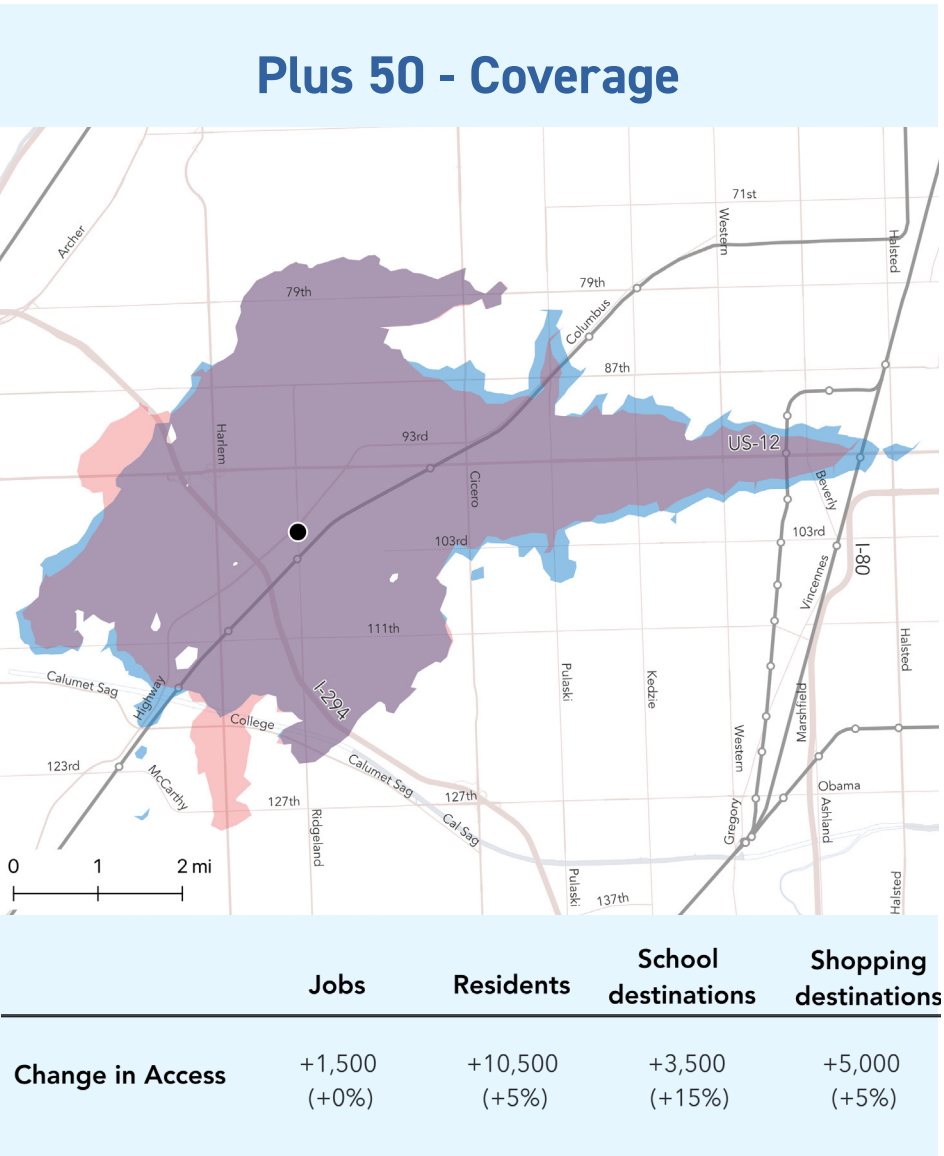 Plus 50 - Coverage
71st
Western
Archer
Halsted
79th
79th
Columbus
87th
93rd
Harlem
US-12
Cicero
Beverly
103rd
103rd
I-80
Vincennes
111th
Halsted
Pulaski
Kedzie
Calumet Sag
Highway
I-294
Marshfield
College
Western
123rd
McCarthy
Calumet Sag
127th
127th
Obama
Ridgeland
Cal Sag
Gregory
Ashland
0 1 2 mi
Pulaski
137th
Halsted
Jobs
Residents
School
destinations
Shopping
destinations
Change in Access
+1,500
(+0%)
+10,500
(+5%)
+3,500
(+15%)
+5,000
(+5%)